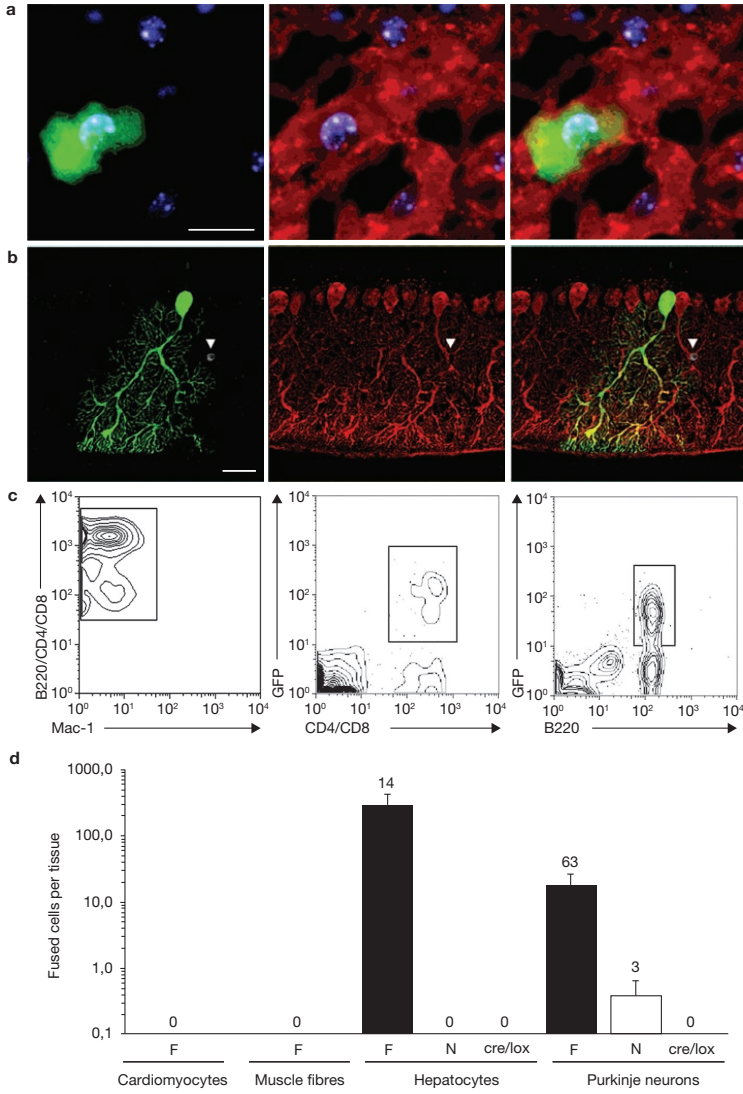 a
b
c
B220/CD4/CD8
10⁴
10³
10²
10¹
10⁰
10⁰ 10¹ 10² 10³ 10⁴
Mac-1
GFP
10⁴
10³
10²
10¹
10⁰
10⁰ 10¹ 10² 10³ 10⁴
CD4/CD8
GFP
10⁴
10³
10²
10¹
10⁰
10⁰ 10¹ 10² 10³ 10⁴
B220
d
Fused cells per tissue
1000,0
100,0
10,0
1,0
0,1
0 0 14 0 0 63 3 0
F F F N cre/lox F N cre/lox
Cardiomyocytes Muscle fibres Hepatocytes Purkinje neurons